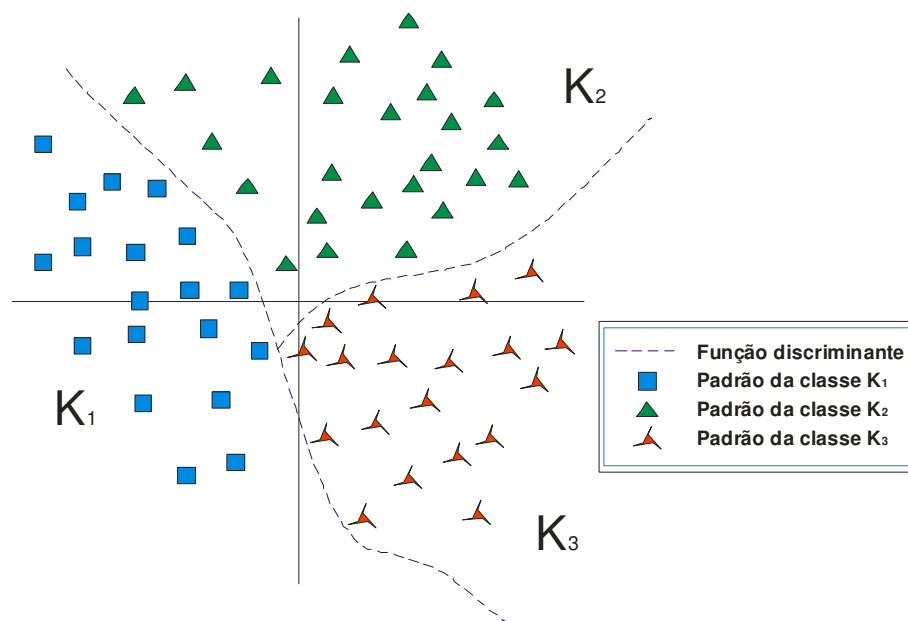 K₂
K₁
K₃
Função discriminante
Padrão da classe K₁
Padrão da classe K₂
Padrão da classe K₃